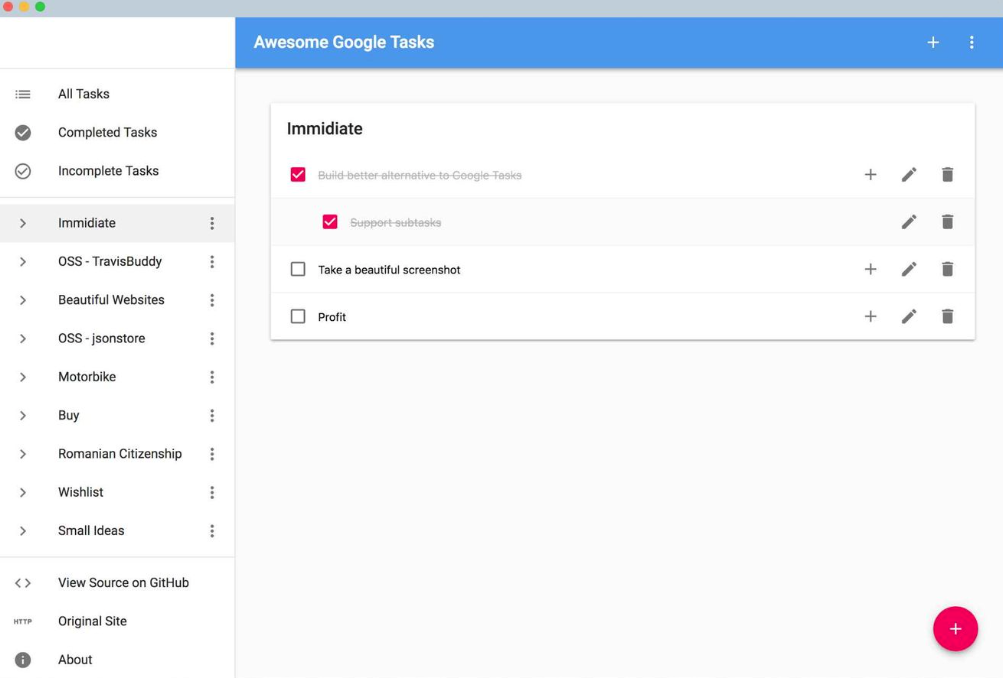 Awesome Google Tasks
All Tasks
Completed Tasks
Incomplete Tasks
Immidiate
OSS - TravisBuddy
Beautiful Websites
OSS - jsonstore
Motorbike
Buy
Romanian Citizenship
Wishlist
Small Ideas
View Source on GitHub
HTTP Original Site
About
Immidiate
Build better alternative to Google Tasks
Support subtasks
Take a beautiful screenshot
Profit